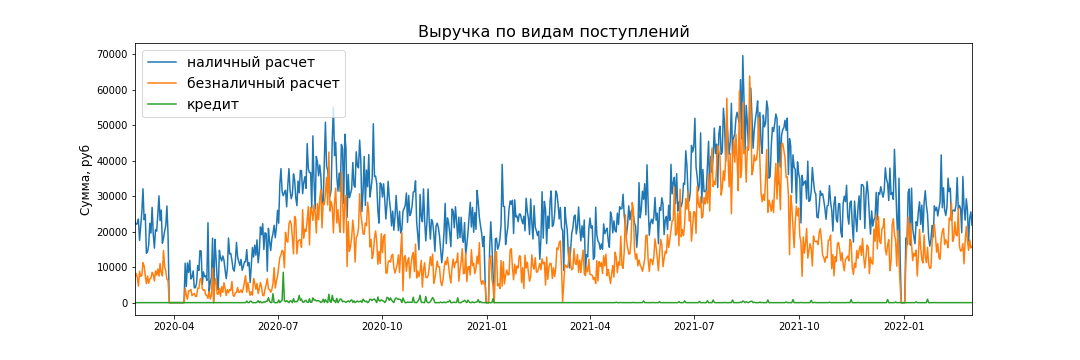 Выручка по видам поступлений
наличный расчет
безналичный расчет
кредит
Сумма, руб
70000
60000
50000
40000
30000
20000
10000
0
2020-04 2020-07 2020-10 2021-01 2021-04 2021-07 2021-10 2022-01